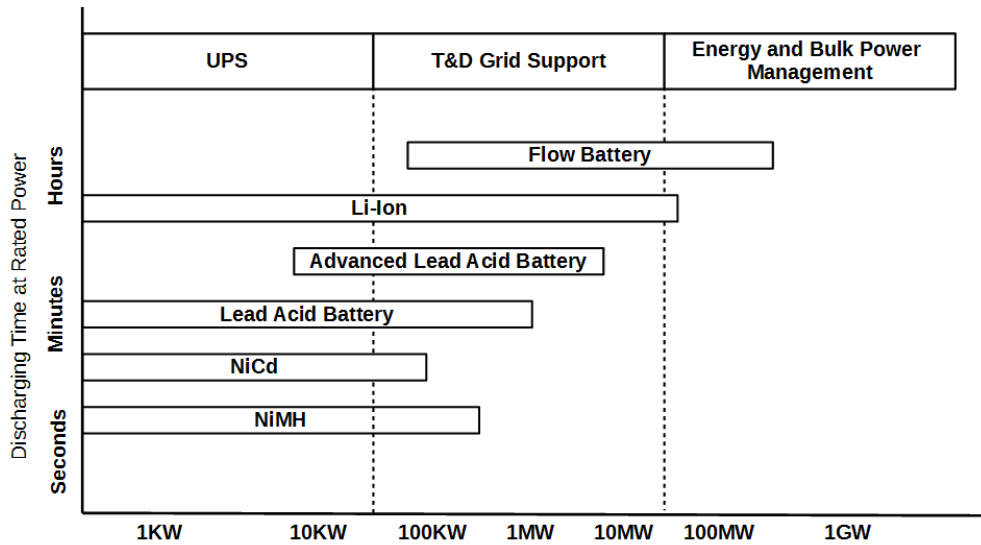 UPS
T&D Grid Support
Energy and Bulk Power
Management
Flow Battery
Li-Ion
Advanced Lead Acid Battery
Lead Acid Battery
NiCd
NiMH
Discharging Time at Rated Power
Hours
Minutes
Seconds
1KW 10KW 100KW 1MW 10MW 100MW 1GW